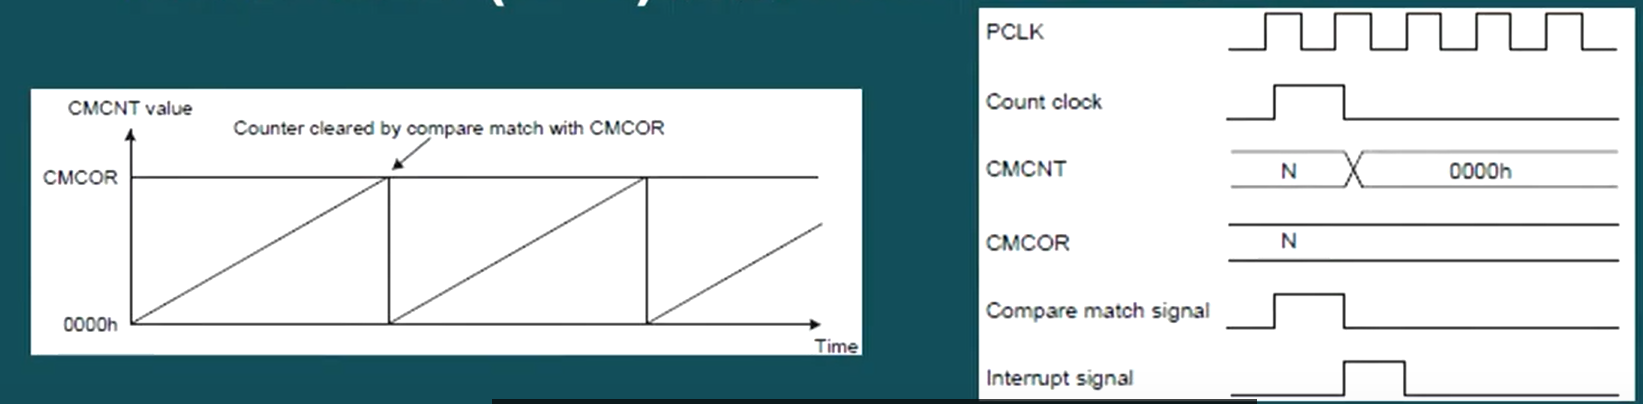 CMCNT value
Counter cleared by compare match with CMCOR
CMCOR
0000h
Time
PCLK
Count clock
CMCNT N 0000h
CMCOR N
Compare match signal
Interrupt signal